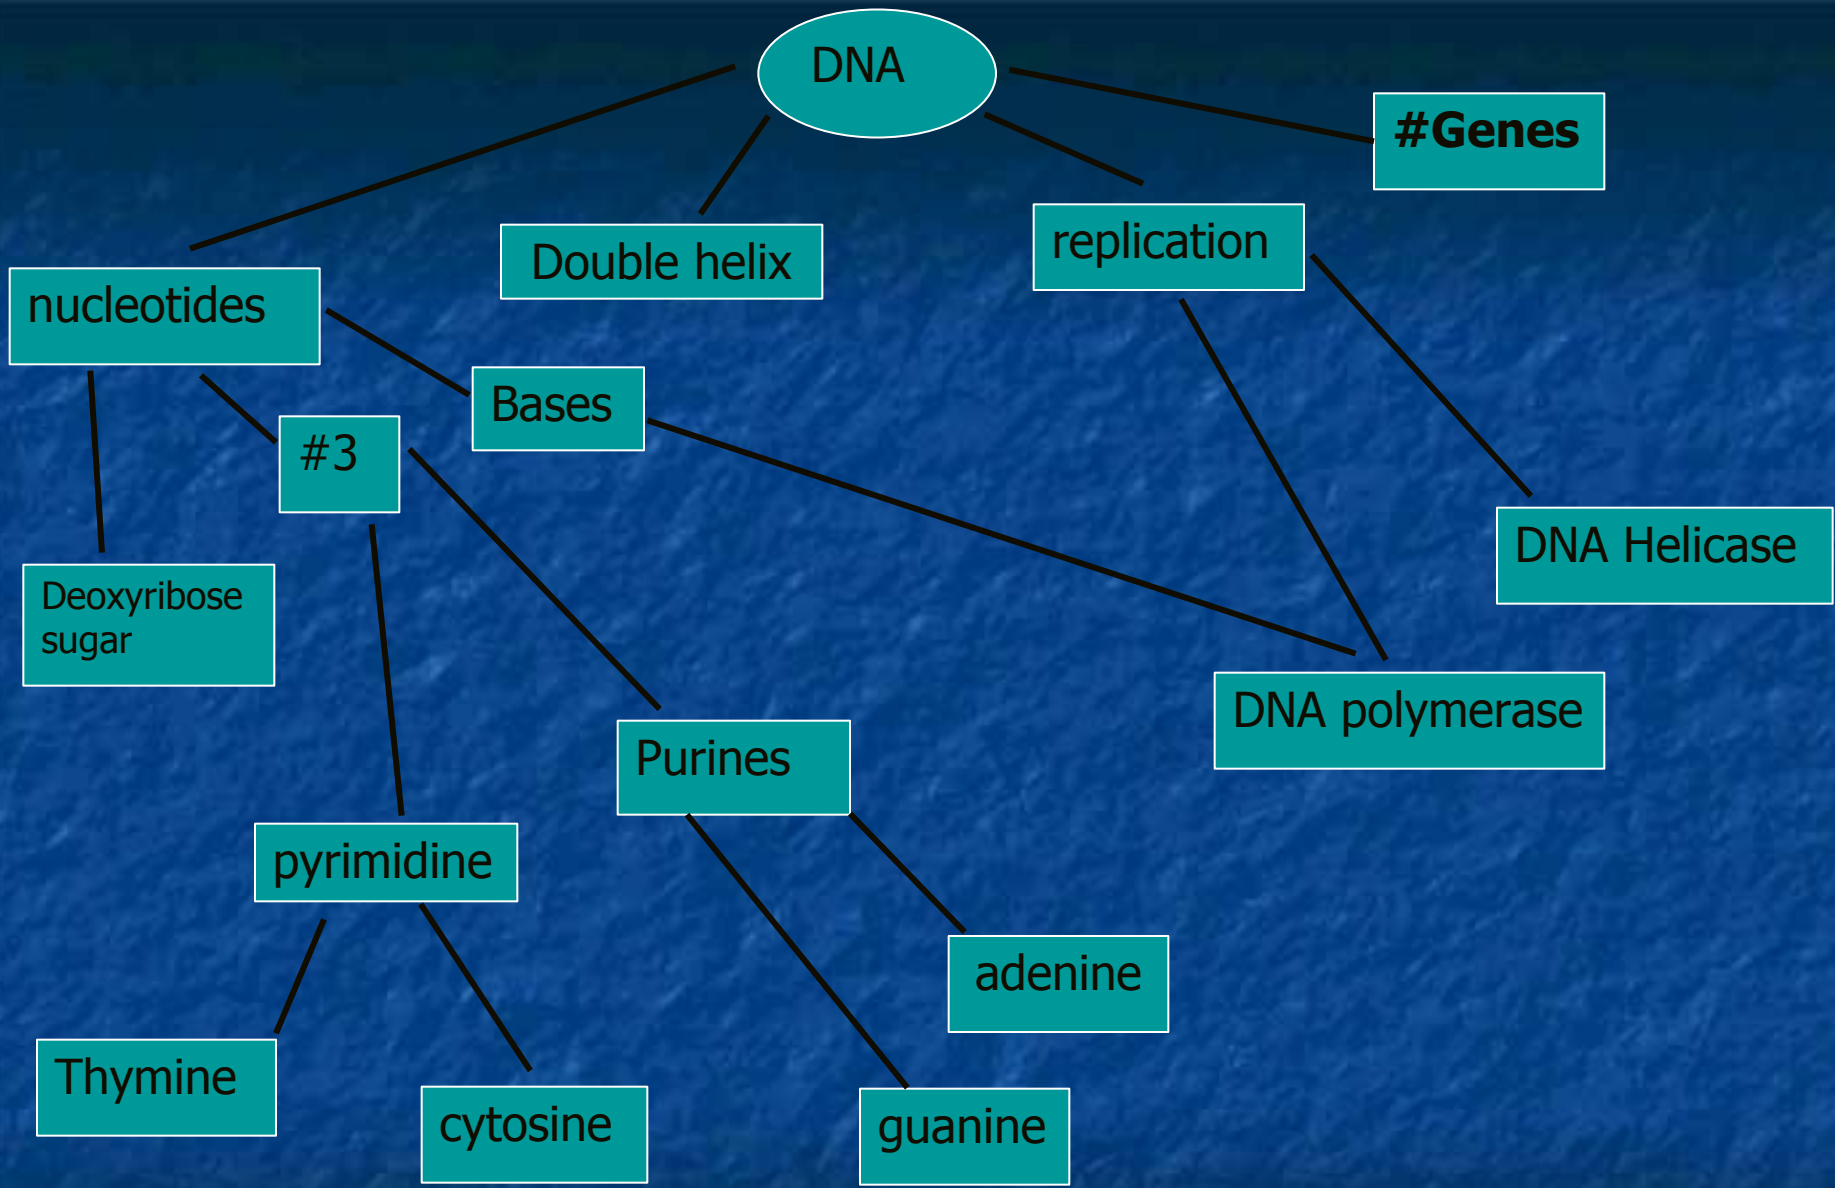 DNA
#Genes
replication
Double helix
nucleotides
Bases
#3
DNA Helicase
Deoxyribose
sugar
DNA polymerase
Purines
pyrimidine
adenine
Thymine
cytosine
guanine